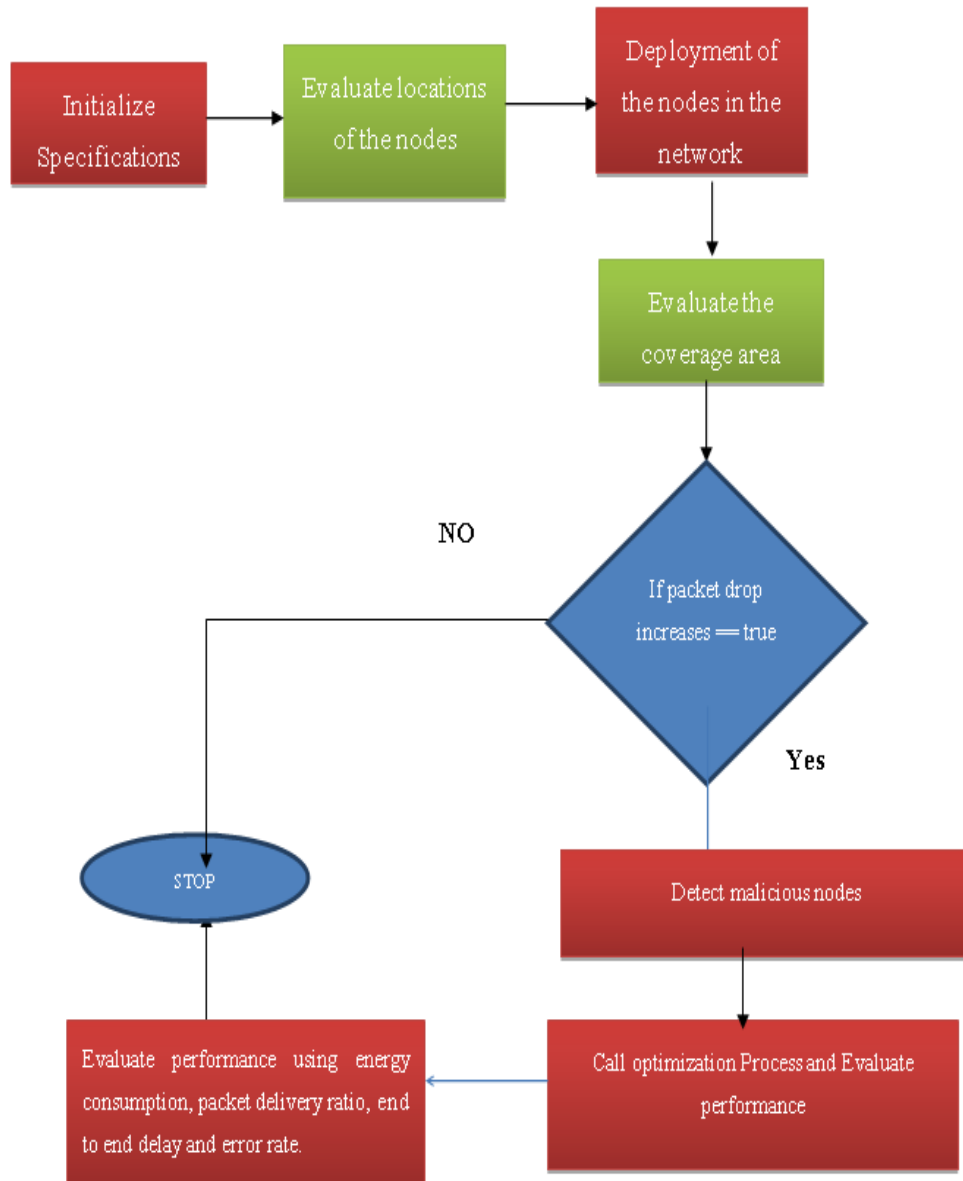 Initialize
Specifications
Evaluate locations
of the nodes
Deployment of
the nodes in the
network
Evaluate the
coverage area
If packet drop
increases == true
NO
Yes
STOP
Detect malicious nodes
Call optimization Process and Evaluate
performance
Evaluate performance using energy
consumption, packet delivery ratio, end
to end delay and error rate.